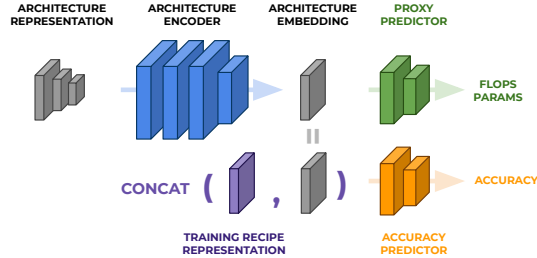 ARCHITECTURE
REPRESENTATION
ARCHITECTURE
ENCODER
ARCHITECTURE
EMBEDDING
PROXY
PREDICTOR
FLOPS
PARAMS
=
CONCAT ( , )
ACCURACY
TRAINING RECIPE
REPRESENTATION
ACCURACY
PREDICTOR